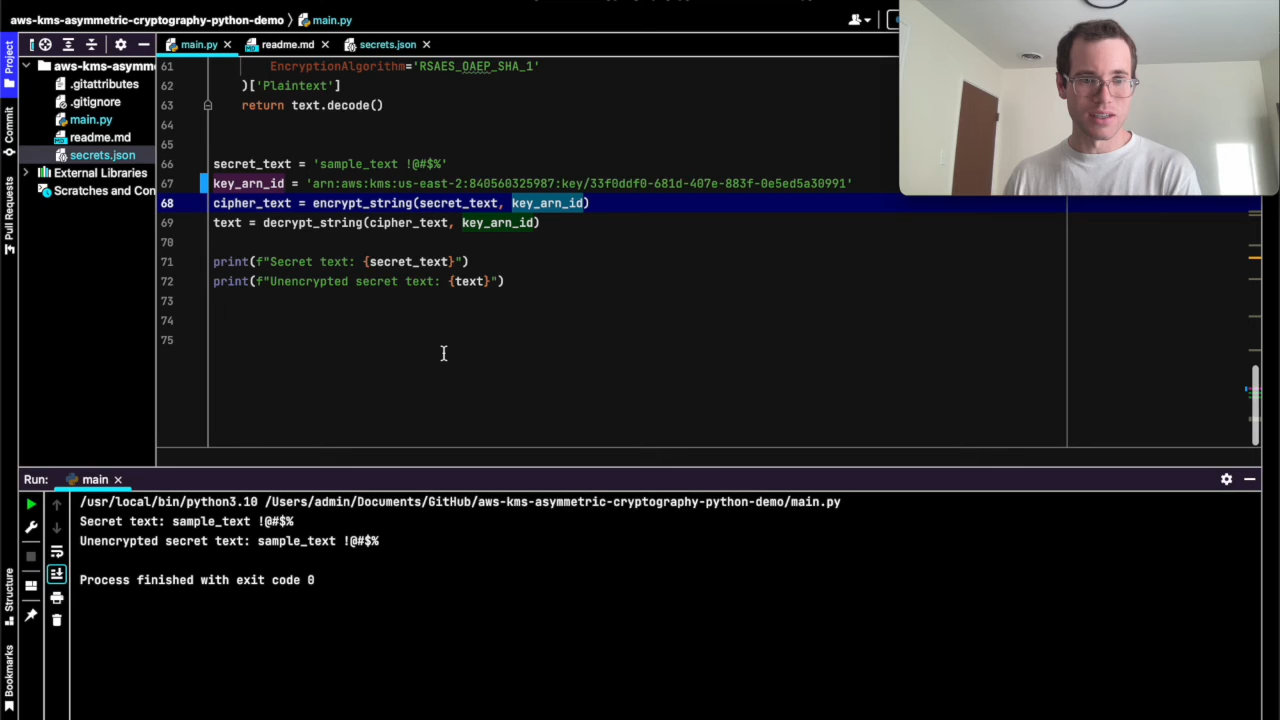 aws-kms-asymmetric-cryptography-python-demo
main.py
Project
Commit
Pull Requests
Structure
Bookmarks
aws-kms-asymme
.gitattributes
.gitignore
main.py
readme.md
secrets.json
External Libraries
Scratches and Con
main.py
readme.md
secrets.json
61 EncryptionAlgorithm='RSAES_OAEP_SHA_1'
62 )['Plaintext']
63 return text.decode()
64
65
66 secret_text = 'sample_text !@#$%'
67 key_arn_id = 'arn:aws:kms:us-east-2:840560325987:key/33f0ddf0-681d-407e-883f-0e5ed5a30991'
68 cipher_text = encrypt_string(secret_text, key_arn_id)
69 text = decrypt_string(cipher_text, key_arn_id)
70
71 print(f"Secret text: {secret_text}")
72 print(f"Unencrypted secret text: {text}")
73
74
75
Run: main
/usr/local/bin/python3.10 /Users/admin/Documents/GitHub/aws-kms-asymmetric-cryptography-python-demo/main.py
Secret text: sample_text !@#$%
Unencrypted secret text: sample_text !@#$%
Process finished with exit code 0